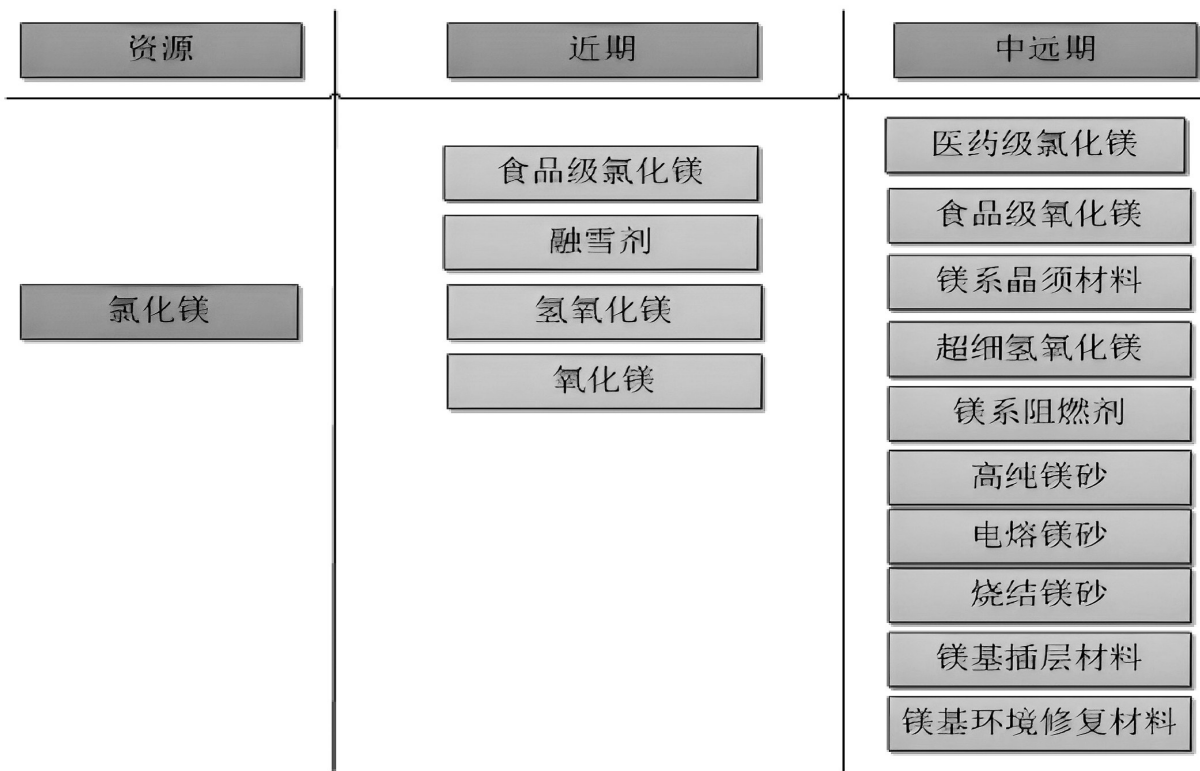 资源
近期
中远期
氯化镁
食品级氯化镁
融雪剂
氢氧化镁
氧化镁
医药级氯化镁
食品级氧化镁
镁系晶须材料
超细氢氧化镁
镁系阻燃剂
高纯镁砂
电熔镁砂
烧结镁砂
镁基插层材料
镁基环境修复材料